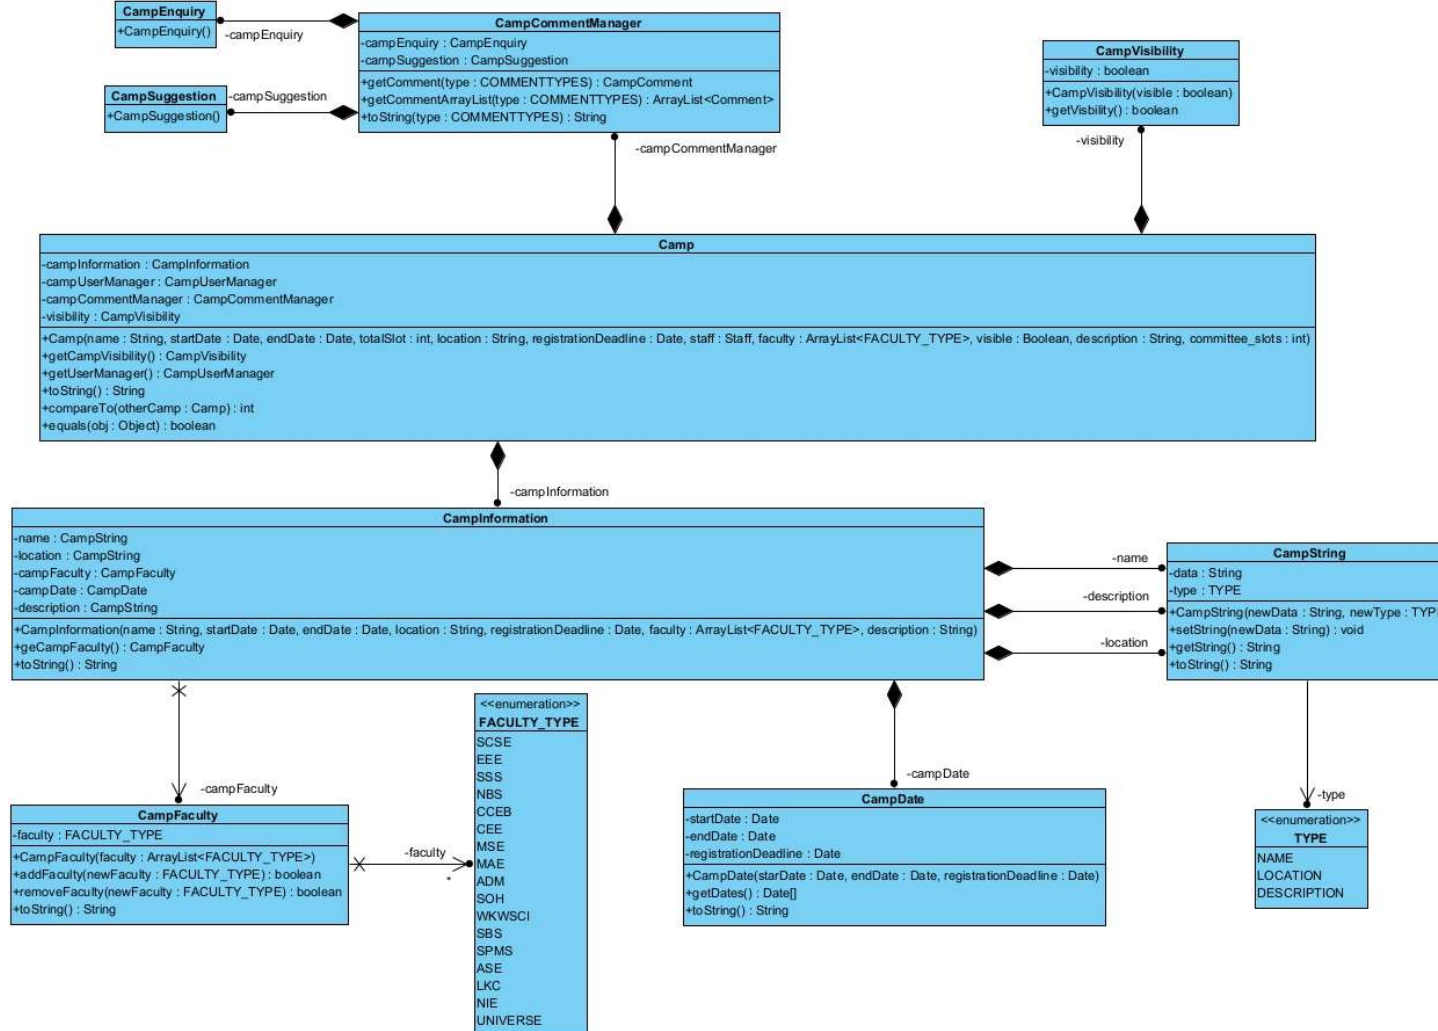 CampEnquiry
+CampEnquiry()
-campEnquiry
CampSuggestion
+CampSuggestion()
-campSuggestion
CampCommentManager
-campEnquiry : CampEnquiry
-campSuggestion : CampSuggestion
+getComment(type : COMMENTTYPES) : CampComment
+getCommentArrayList(type : COMMENTTYPES) : ArrayList<Comment>
+toString(type : COMMENTTYPES) : String
-campCommentManager
CampVisibility
-visibility : boolean
+CampVisibility(visible : boolean)
+getVisbility() : boolean
-visibility
Camp
-campInformation : CampInformation
-campUserManager : CampUserManager
-campCommentManager : CampCommentManager
-visibility : CampVisibility
+Camp(name : String, startDate : Date, endDate : Date, totalSlot : int, location : String, registrationDeadline : Date, staff : Staff, faculty : ArrayList<FACULTY_TYPE>, visible : Boolean, description : String, committee_slots : int)
+getCampVisibility() : CampVisibility
+getUserManager() : CampUserManager
+toString() : String
+compareTo(otherCamp : Camp) : int
+equals(obj : Object) : boolean
-campInformation
CampInformation
-name : CampString
-location : CampString
-campFaculty : CampFaculty
-campDate : CampDate
-description : CampString
+CampInformation(name : String, startDate : Date, endDate : Date, location : String, registrationDeadline : Date, faculty : ArrayList<FACULTY_TYPE>, description : String)
+geCampFaculty() : CampFaculty
+toString() : String
-name
-description
-location
CampString
-data : String
-type : TYPE
+CampString(newData : String, newType : TYP
+setString(newData : String) : void
+getString() : String
+toString() : String
-campFaculty
CampFaculty
-faculty : FACULTY_TYPE
+CampFaculty(faculty : ArrayList<FACULTY_TYPE>)
+addFaculty(newFaculty : FACULTY_TYPE) : boolean
+removeFaculty(newFaculty : FACULTY_TYPE) : boolean
+toString() : String
-faculty
*
<<enumeration>>
FACULTY_TYPE
SCSE
EEE
SSS
NBS
CCEB
CEE
MSE
MAE
ADM
SOH
WKWSCI
SBS
SPMS
ASE
LKC
NIE
UNIVERSE
-campDate
CampDate
-startDate : Date
-endDate : Date
-registrationDeadline : Date
+CampDate(starDate : Date, endDate : Date, registrationDeadline : Date)
+getDates() : Date[]
+toString() : String
-type
<<enumeration>>
TYPE
NAME
LOCATION
DESCRIPTION